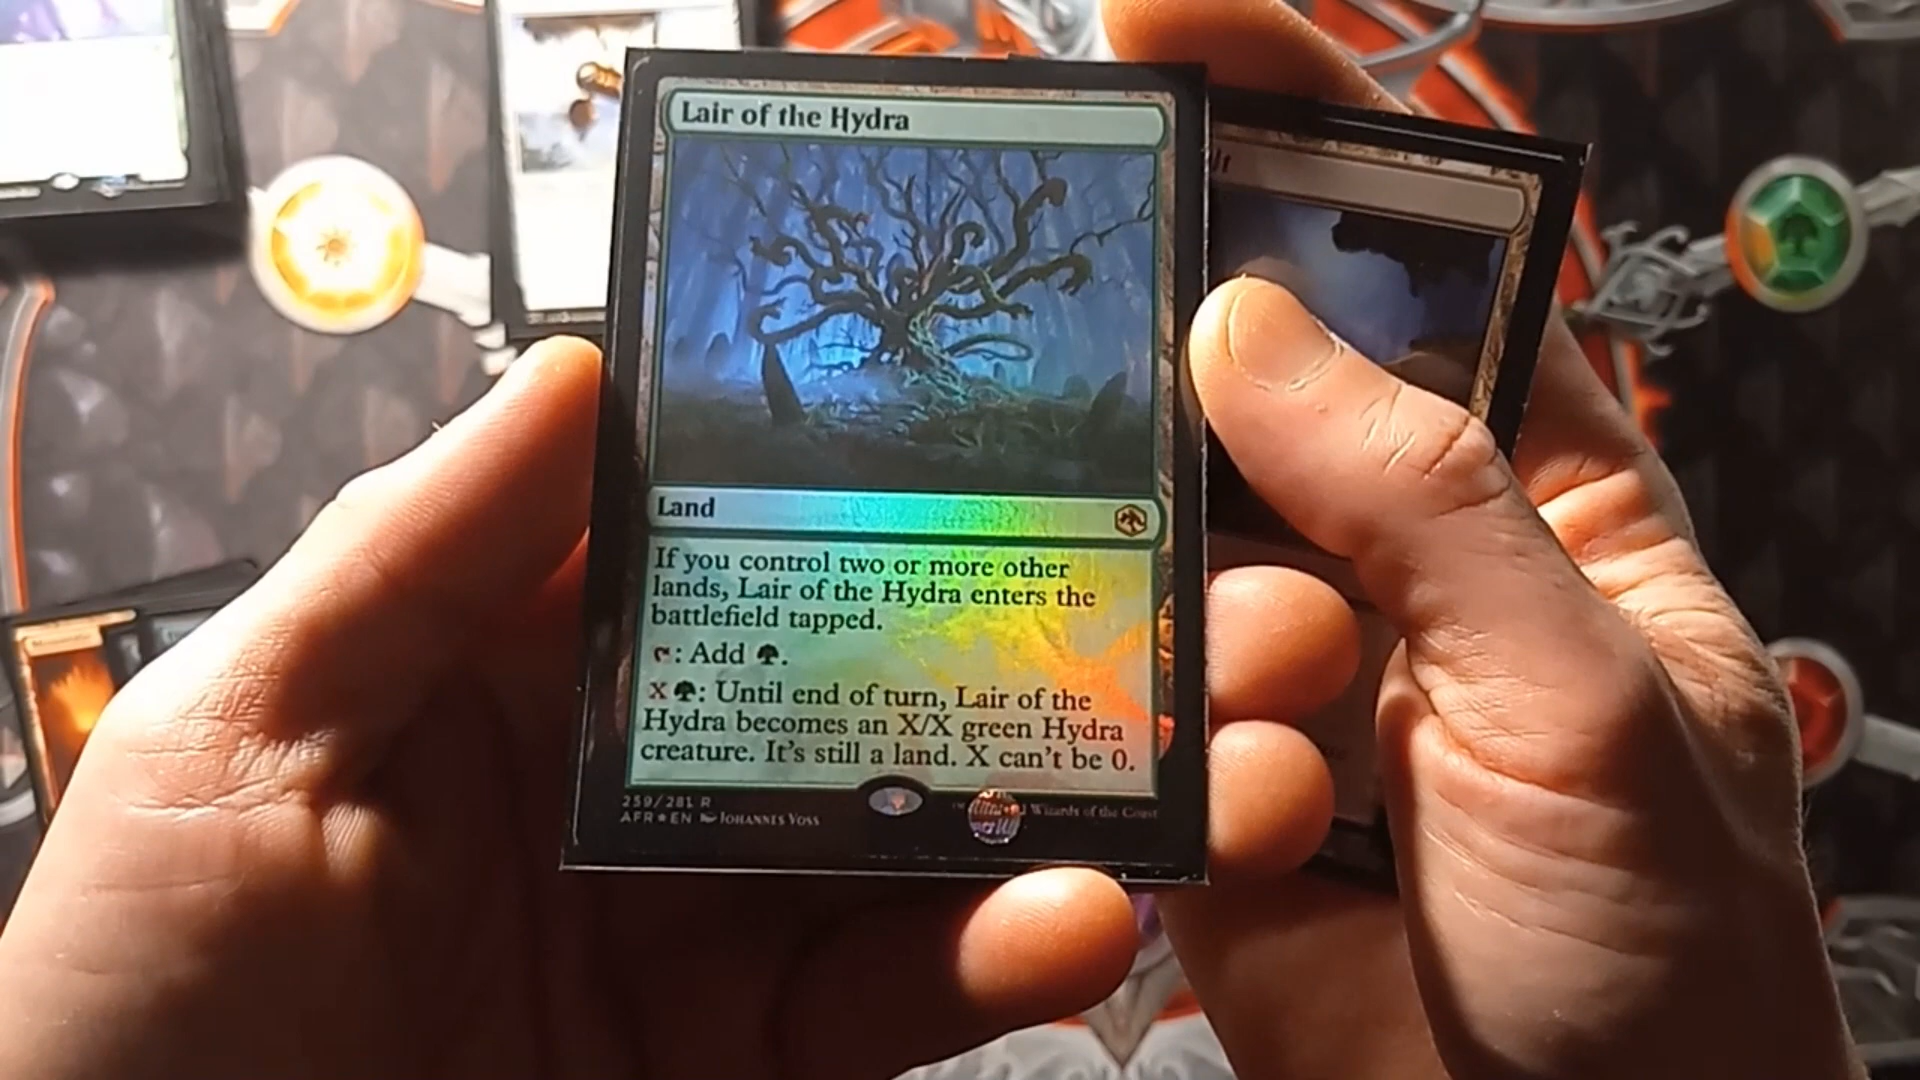 Lair of the Hydra
Land
If you control two or more other
lands, Lair of the Hydra enters the
battlefield tapped.
: Add .
X : Until end of turn, Lair of the
Hydra becomes an X/X green Hydra
creature. It's still a land. X can't be 0.
259/281 R
AFR★EN Johannes Voss
Wizards of the Coast